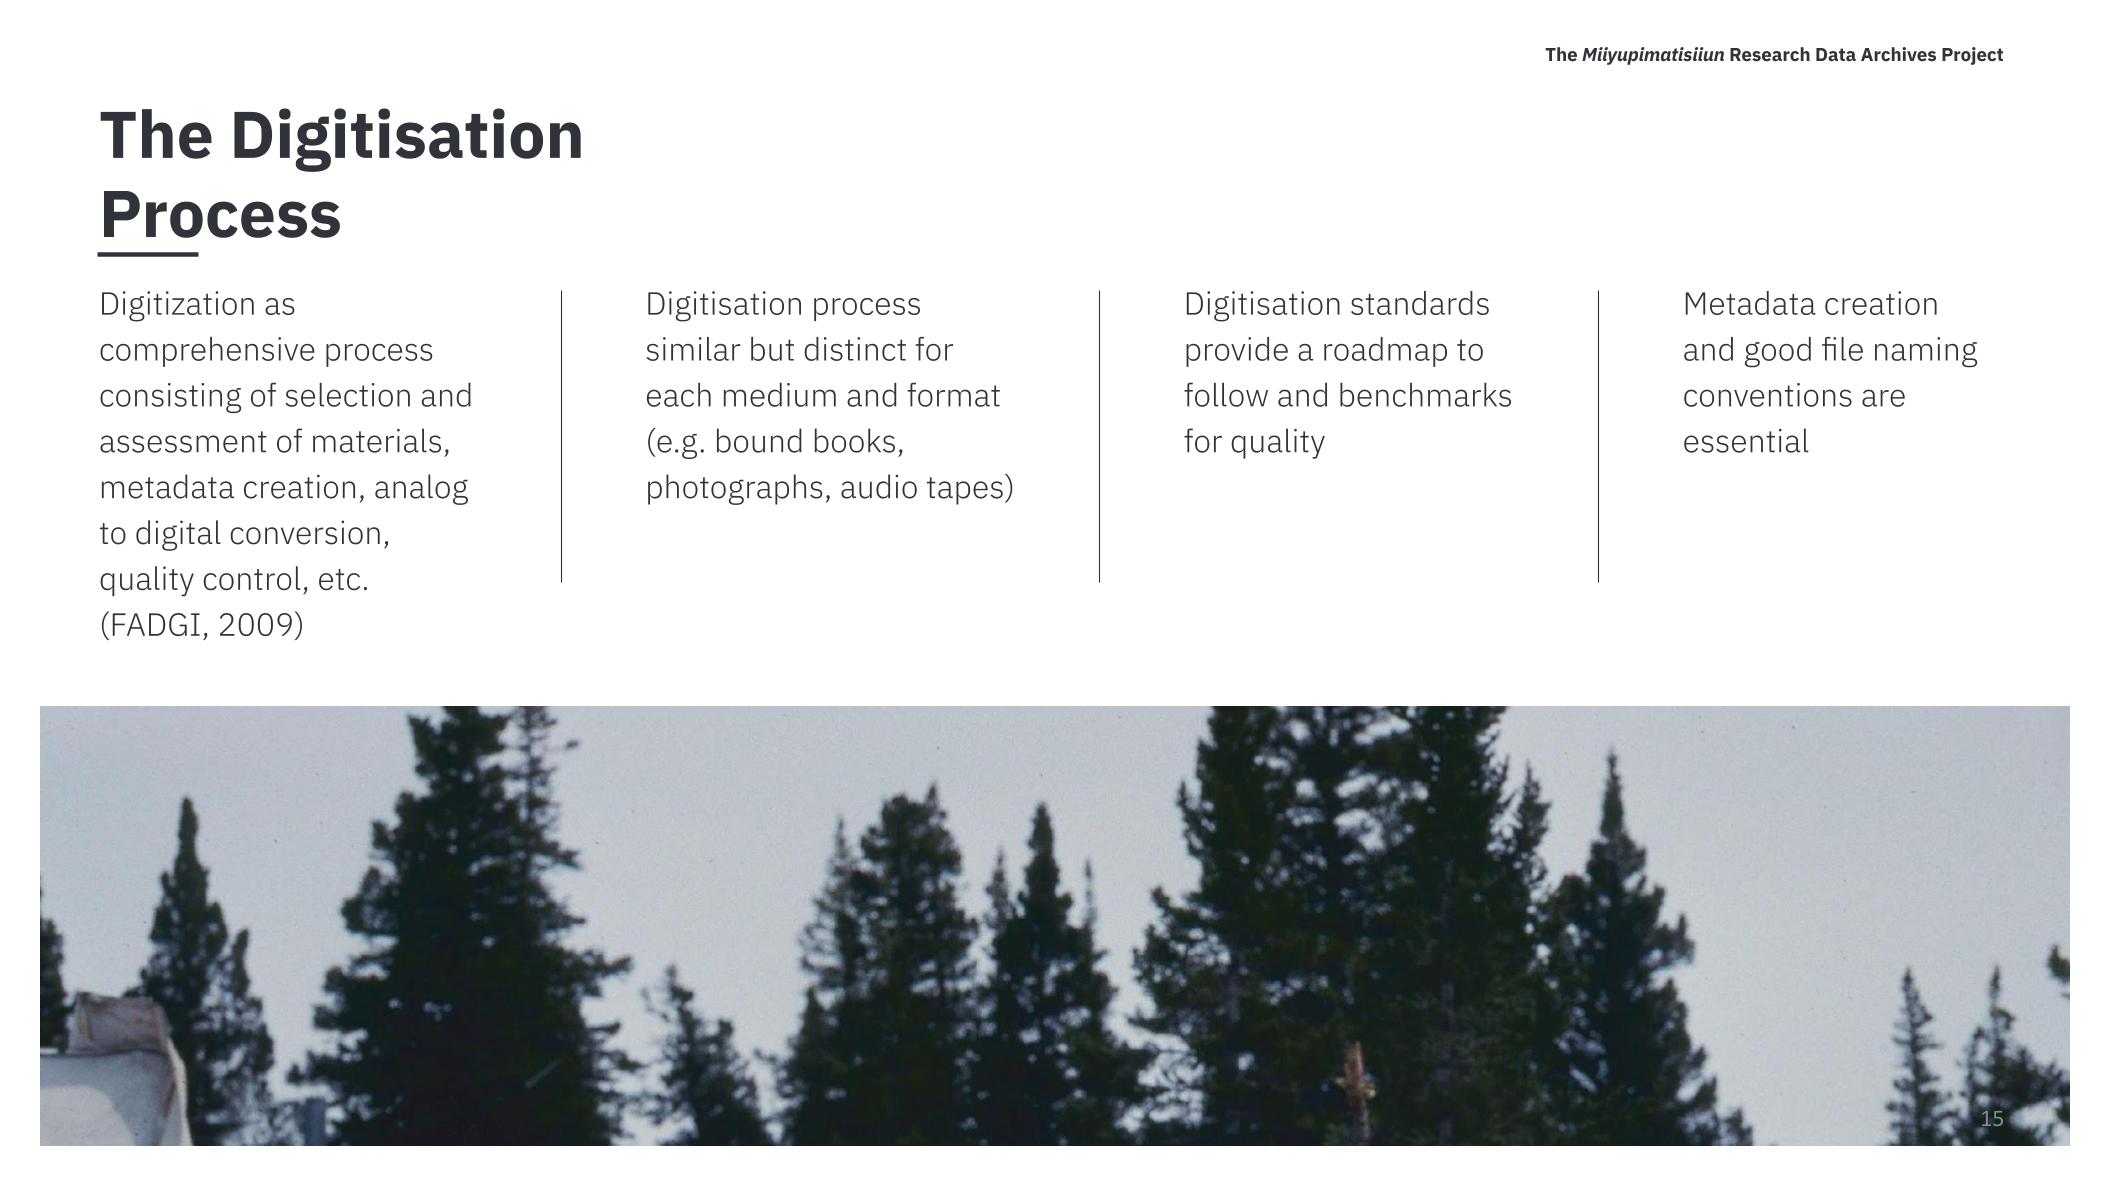 The Miiyupimatisiiun Research Data Archives Project
The Digitisation
Process
Digitization as
comprehensive process
consisting of selection and
assessment of materials,
metadata creation, analog
to digital conversion,
quality control, etc.
(FADGI, 2009)
Digitisation process
similar but distinct for
each medium and format
(e.g. bound books,
photographs, audio tapes)
Digitisation standards
provide a roadmap to
follow and benchmarks
for quality
Metadata creation
and good file naming
conventions are
essential
15